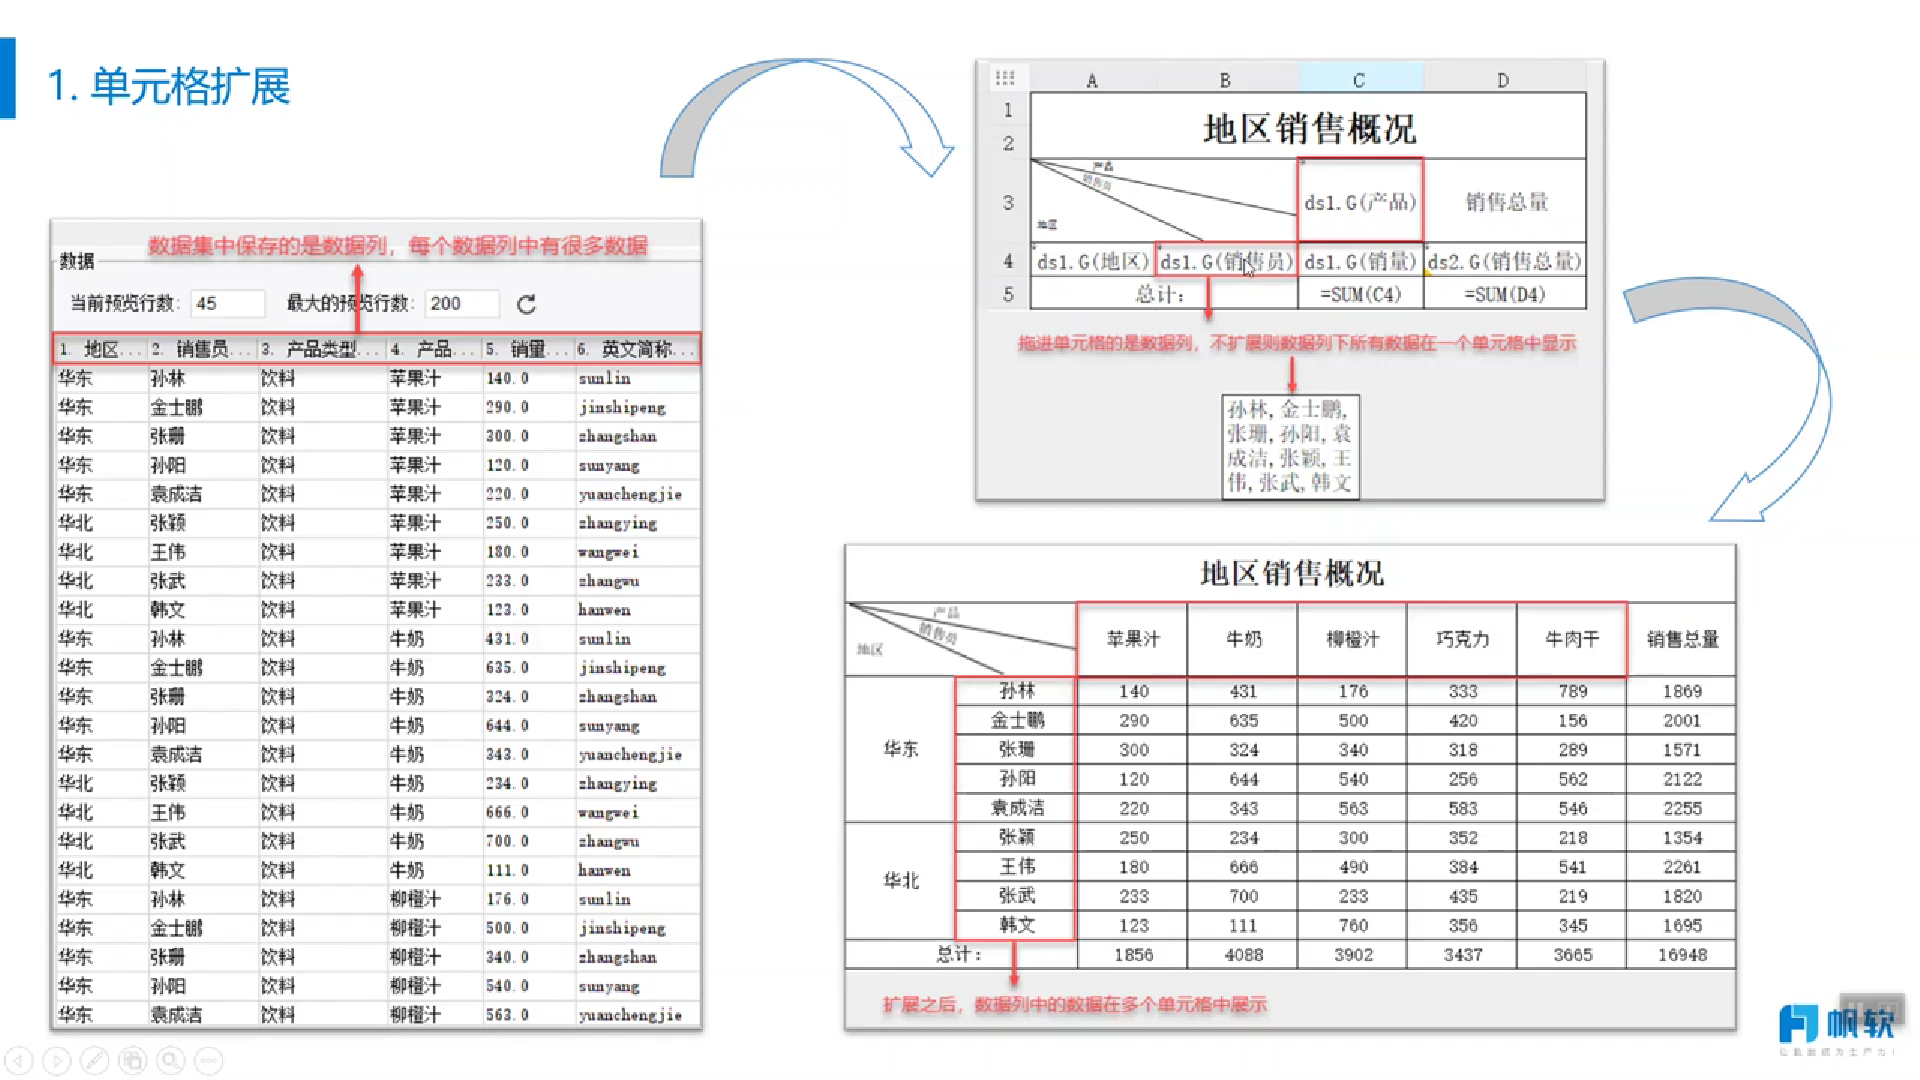 1. 单元格扩展
数据集中保存的是数据列，每个数据列中有很多数据
数据
当前预览行数: 45 最大的预览行数: 200
1. 地区... 2. 销售员... 3. 产品类型... 4. 产品... 5. 销量... 6. 英文简称...
华东 孙林 饮料 苹果汁 140.0 sunlin
华东 金士鹏 饮料 苹果汁 290.0 jinshipeng
华东 张珊 饮料 苹果汁 300.0 zhangshan
华东 孙阳 饮料 苹果汁 120.0 sunyang
华东 袁成洁 饮料 苹果汁 220.0 yuanchengjie
华北 张颖 饮料 苹果汁 250.0 zhangying
华北 王伟 饮料 苹果汁 180.0 wangwei
华北 张武 饮料 苹果汁 233.0 zhangwu
华北 韩文 饮料 苹果汁 123.0 hanwen
华东 孙林 饮料 牛奶 431.0 sunlin
华东 金士鹏 饮料 牛奶 635.0 jinshipeng
华东 张珊 饮料 牛奶 324.0 zhangshan
华东 孙阳 饮料 牛奶 644.0 sunyang
华东 袁成洁 饮料 牛奶 343.0 yuanchengjie
华北 张颖 饮料 牛奶 234.0 zhangying
华北 王伟 饮料 牛奶 666.0 wangwei
华北 张武 饮料 牛奶 700.0 zhangwu
华北 韩文 饮料 牛奶 111.0 hanwen
华东 孙林 饮料 柳橙汁 176.0 sunlin
华东 金士鹏 饮料 柳橙汁 500.0 jinshipeng
华东 张珊 饮料 柳橙汁 340.0 zhangshan
华东 孙阳 饮料 柳橙汁 540.0 sunyang
华东 袁成洁 饮料 柳橙汁 563.0 yuanchengjie
A B C D
1
2 地区销售概况
3 产品 销售员 地区 ds1.G(产品) 销售总量
4 ds1.G(地区) ds1.G(销售员) ds1.G(销量) ds2.G(销售总量)
5 总计: =SUM(C4) =SUM(D4)
拖进单元格的是数据列，不扩展则数据列下所有数据在一个单元格中显示
孙林, 金士鹏,
张珊, 孙阳, 袁
成洁, 张颖, 王
伟, 张武, 韩文
地区销售概况
产品 销售员 地区 苹果汁 牛奶 柳橙汁 巧克力 牛肉干 销售总量
孙林 140 431 176 333 789 1869
金士鹏 290 635 500 420 156 2001
华东 张珊 300 324 340 318 289 1571
孙阳 120 644 540 256 562 2122
袁成洁 220 343 563 583 546 2255
张颖 250 234 300 352 218 1354
王伟 180 666 490 384 541 2261
华北 张武 233 700 233 435 219 1820
韩文 123 111 760 356 345 1695
总计: 1856 4088 3902 3437 3665 16948
扩展之后，数据列中的数据在多个单元格中展示
帆软
让数据成为生产力!